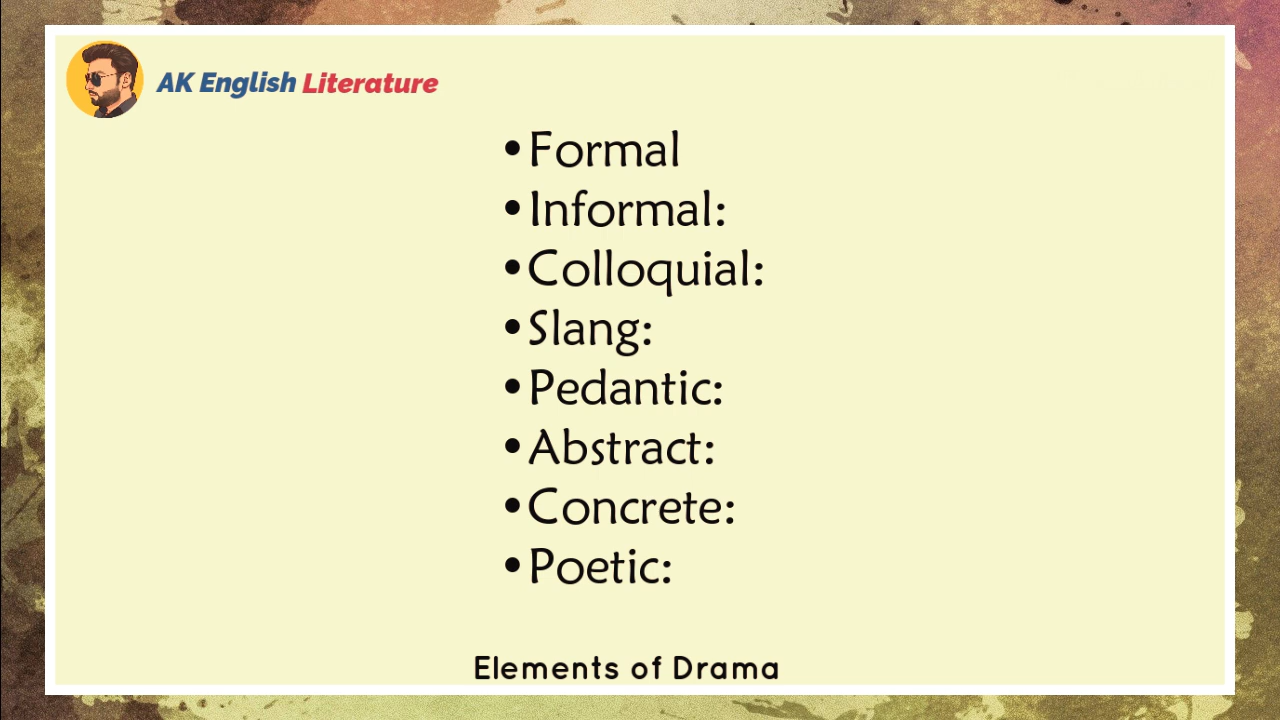 AK English Literature
•Formal
•Informal:
•Colloquial:
•Slang:
•Pedantic:
•Abstract:
•Concrete:
•Poetic:
Elements of Drama